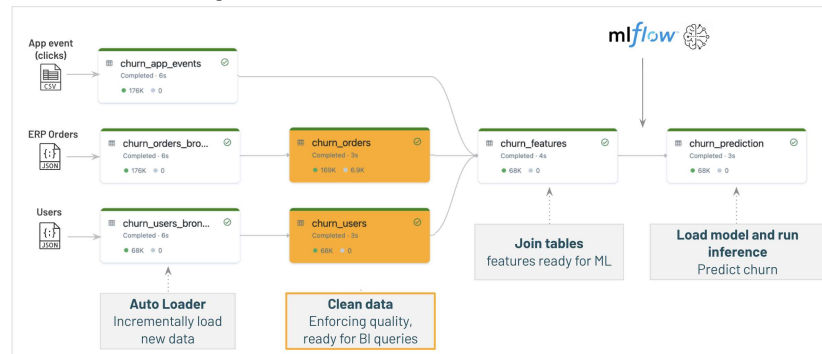 App event
(clicks)
CSV
churn_app_events
Completed · 6s
176K 0
mlflow
ERP Orders
{:}
JSON
churn_orders_bro...
Completed · 6s
176K 0
churn_orders
Completed · 3s
169K 6.9K
churn_features
Completed · 4s
68K 0
churn_prediction
Completed · 3s
68K 0
Users
{:}
JSON
churn_users_bron...
Completed · 6s
68K 0
churn_users
Completed · 3s
68K 0
Auto Loader
Incrementally load
new data
Clean data
Enforcing quality,
ready for BI queries
Join tables
features ready for ML
Load model and run
inference
Predict churn